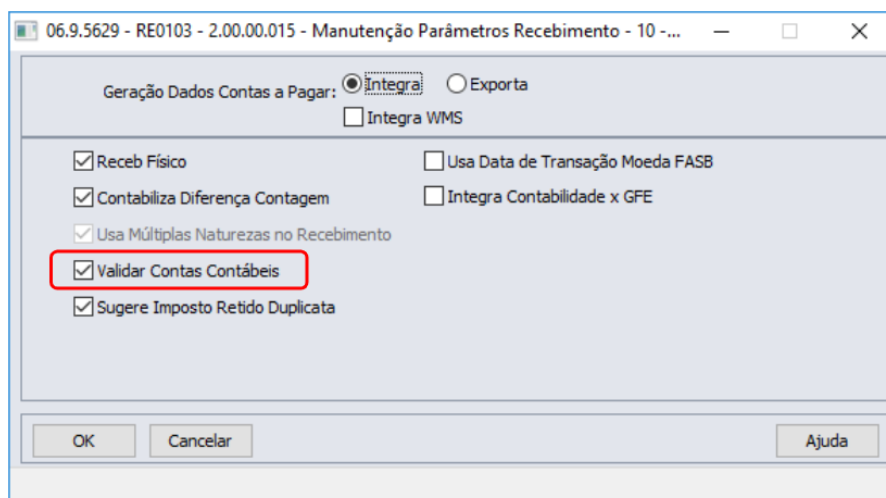 06.9.5629 - RE0103 - 2.00.00.015 - Manutenção Parâmetros Recebimento - 10 -...
Geração Dados Contas a Pagar: Integra Exporta
Integra WMS
Receb Físico Usa Data de Transação Moeda FASB
Contabiliza Diferença Contagem Integra Contabilidade x GFE
Usa Múltiplas Naturezas no Recebimento
Validar Contas Contábeis
Sugere Imposto Retido Duplicata
OK Cancelar Ajuda